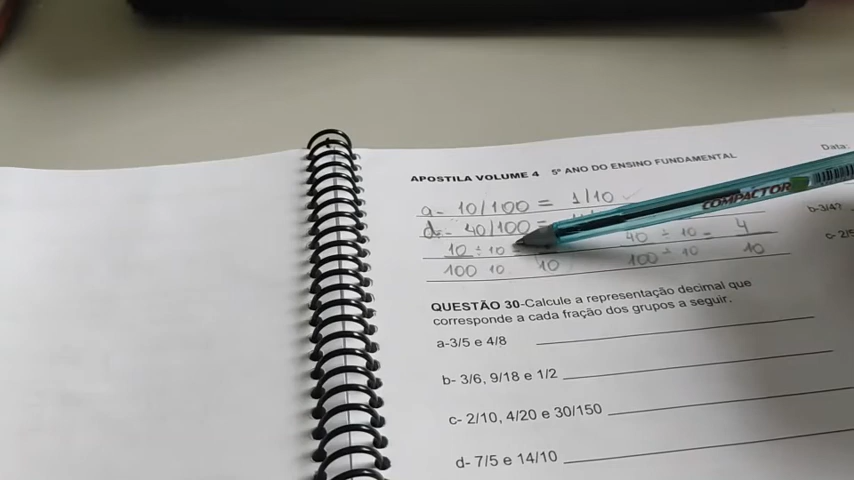 APOSTILA VOLUME 4 5º ANO DO ENSINO FUNDAMENTAL Data:
a- 10/100 = 1/10
d- 40/100 =
10 ÷ 10 40 ÷ 10 = 4
100 10 10 100 ÷ 10 10
b-3/4?
c- 2/5
COMPACTOR
QUESTÃO 30-Calcule a representação decimal que
corresponde a cada fração dos grupos a seguir.
a-3/5 e 4/8
b- 3/6, 9/18 e 1/2
c- 2/10, 4/20 e 30/150
d- 7/5 e 14/10